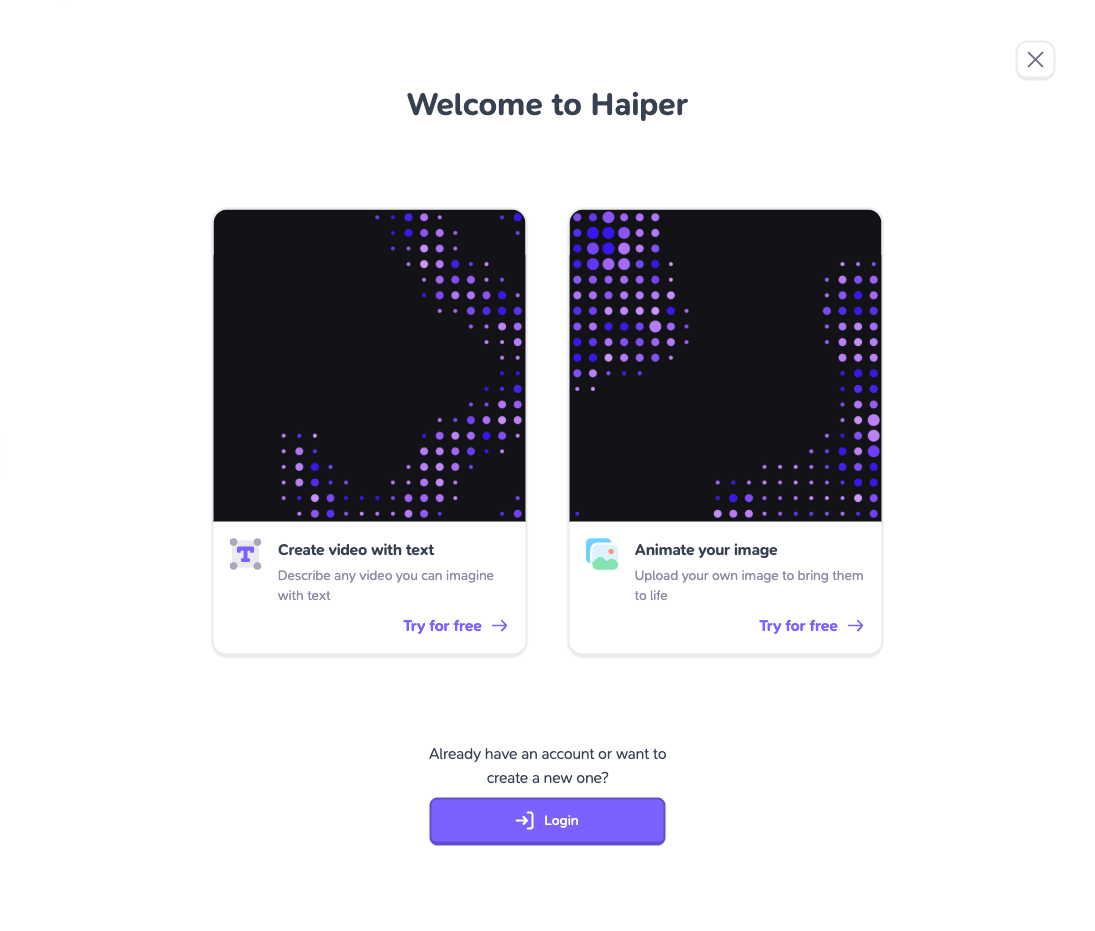 Welcome to Haiper
Create video with text
Describe any video you can imagine
with text
Try for free
Animate your image
Upload your own image to bring them
to life
Try for free
Already have an account or want to
create a new one?
Login